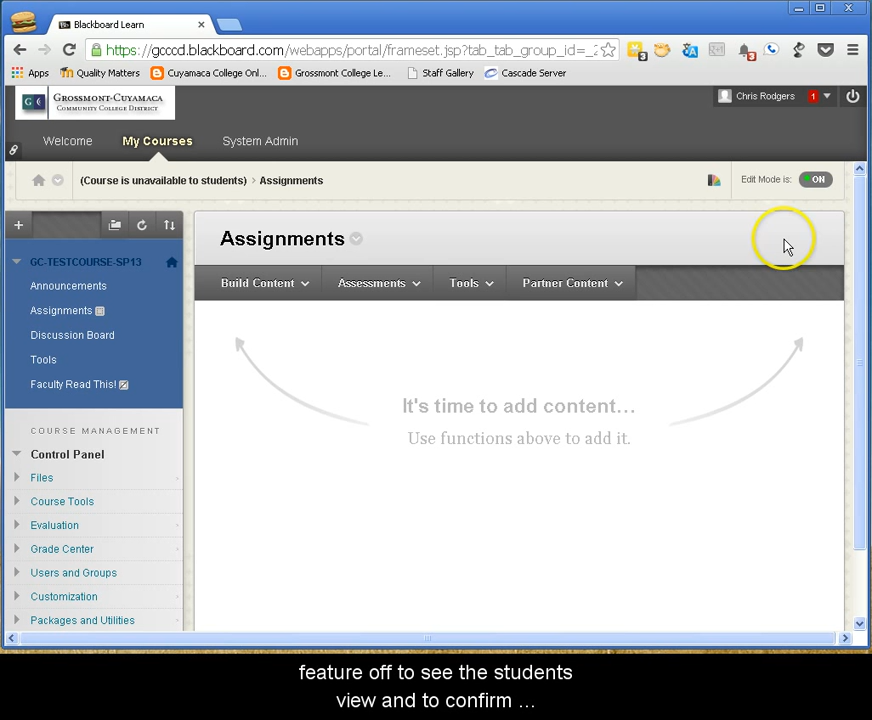 Blackboard Learn
https://gcccd.blackboard.com/webapps/portal/frameset.jsp?tab_tab_group_id=_2
Apps Quality Matters Cuyamaca College Onl... Grossmont College Le... Staff Gallery Cascade Server
GROSSMONT-CUYAMACA
COMMUNITY COLLEGE DISTRICT
Chris Rodgers 1
Welcome My Courses System Admin
(Course is unavailable to students) > Assignments
Edit Mode is: ON
GC-TESTCOURSE-SP13
Announcements
Assignments
Discussion Board
Tools
Faculty Read This!
COURSE MANAGEMENT
Control Panel
Files
Course Tools
Evaluation
Grade Center
Users and Groups
Customization
Packages and Utilities
Assignments
Build Content Assessments Tools Partner Content
It's time to add content...
Use functions above to add it.
feature off to see the students
view and to confirm ...